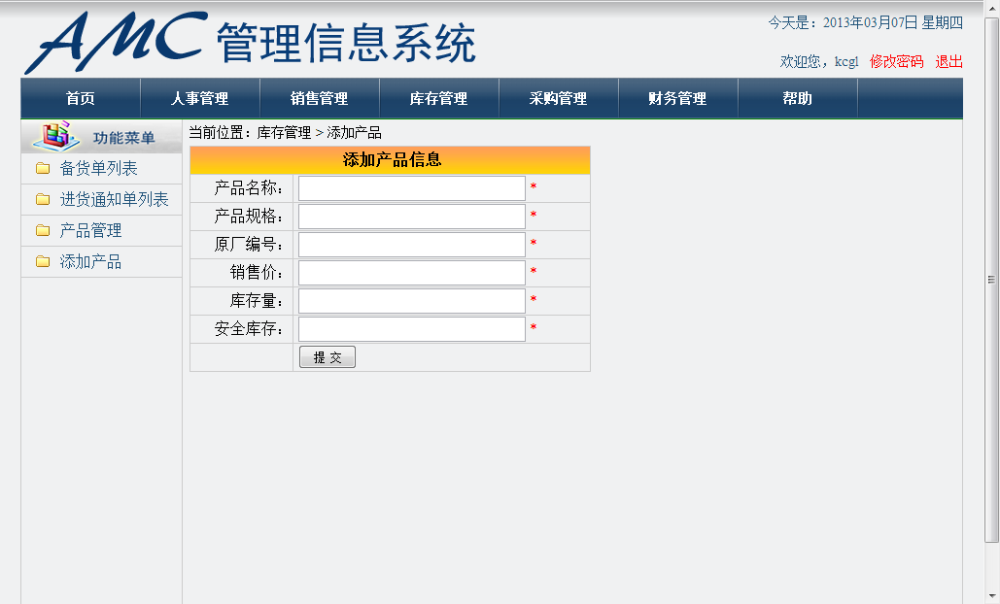 AMC 管理信息系统
今天是：2013年03月07日 星期四
欢迎您，kcgl 修改密码 退出
首页 人事管理 销售管理 库存管理 采购管理 财务管理 帮助
功能菜单
备货单列表
进货通知单列表
产品管理
添加产品
当前位置：库存管理 > 添加产品
添加产品信息
产品名称： *
产品规格： *
原厂编号： *
销售价： *
库存量： *
安全库存： *
提 交